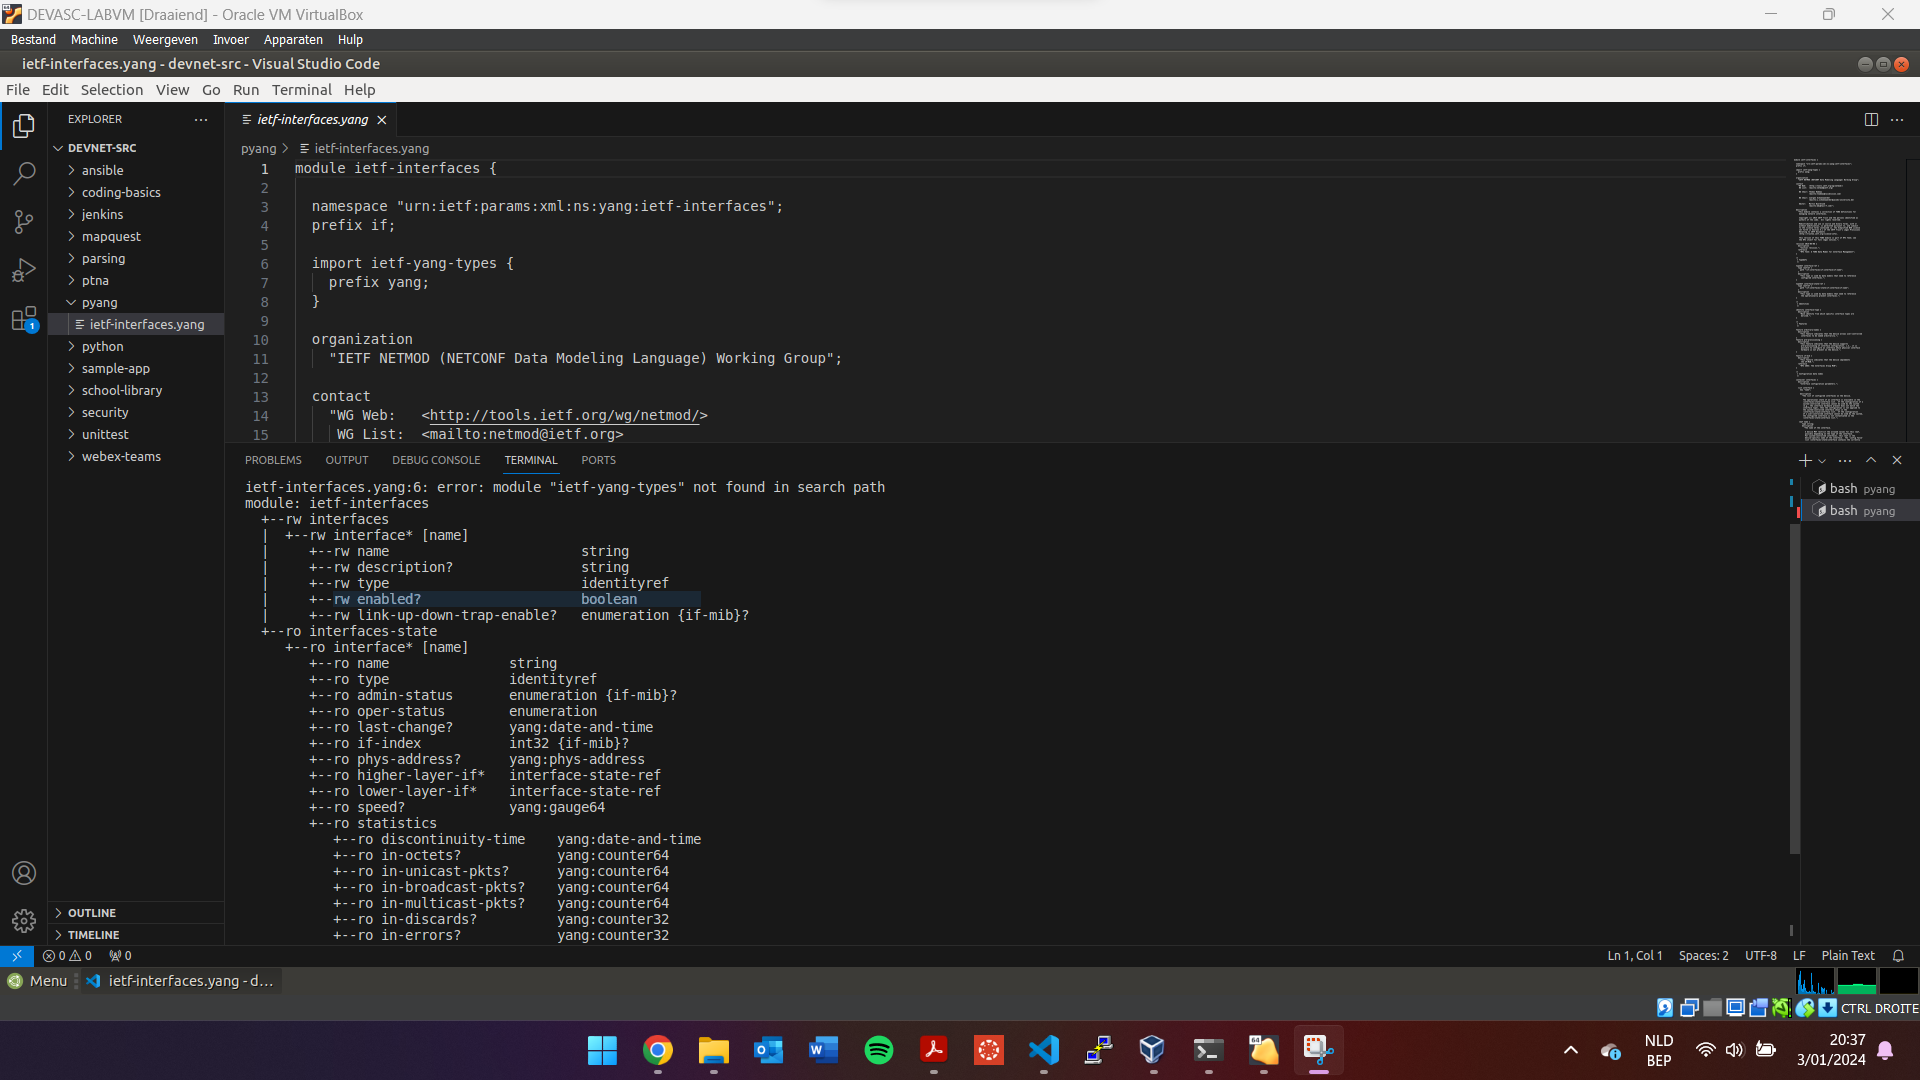 DEVASC-LABVM [Draaiend] - Oracle VM VirtualBox
Bestand Machine Weergeven Invoer Apparaten Hulp
ietf-interfaces.yang - devnet-src - Visual Studio Code
File Edit Selection View Go Run Terminal Help
EXPLORER
DEVNET-SRC
ansible
coding-basics
jenkins
mapquest
parsing
ptna
pyang
ietf-interfaces.yang
python
sample-app
school-library
security
unittest
webex-teams
OUTLINE
TIMELINE
1
ietf-interfaces.yang
pyang > ietf-interfaces.yang
1 module ietf-interfaces {
2
3 namespace "urn:ietf:params:xml:ns:yang:ietf-interfaces";
4 prefix if;
5
6 import ietf-yang-types {
7 prefix yang;
8 }
9
10 organization
11 "IETF NETMOD (NETCONF Data Modeling Language) Working Group";
12
13 contact
14 "WG Web: <http://tools.ietf.org/wg/netmod/>
15 WG List: <mailto:netmod@ietf.org>
PROBLEMS OUTPUT DEBUG CONSOLE TERMINAL PORTS
ietf-interfaces.yang:6: error: module "ietf-yang-types" not found in search path
module: ietf-interfaces
+--rw interfaces
| +--rw interface* [name]
| +--rw name string
| +--rw description? string
| +--rw type identityref
| +--rw enabled? boolean
| +--rw link-up-down-trap-enable? enumeration {if-mib}?
+--ro interfaces-state
+--ro interface* [name]
+--ro name string
+--ro type identityref
+--ro admin-status enumeration {if-mib}?
+--ro oper-status enumeration
+--ro last-change? yang:date-and-time
+--ro if-index int32 {if-mib}?
+--ro phys-address? yang:phys-address
+--ro higher-layer-if* interface-state-ref
+--ro lower-layer-if* interface-state-ref
+--ro speed? yang:gauge64
+--ro statistics
+--ro discontinuity-time yang:date-and-time
+--ro in-octets? yang:counter64
+--ro in-unicast-pkts? yang:counter64
+--ro in-broadcast-pkts? yang:counter64
+--ro in-multicast-pkts? yang:counter64
+--ro in-discards? yang:counter32
+--ro in-errors? yang:counter32
bash pyang
bash pyang
0 0 0
Ln 1, Col 1 Spaces: 2 UTF-8 LF Plain Text
Menu ietf-interfaces.yang - d...
CTRL DROITE
NLD
BEP
20:37
3/01/2024